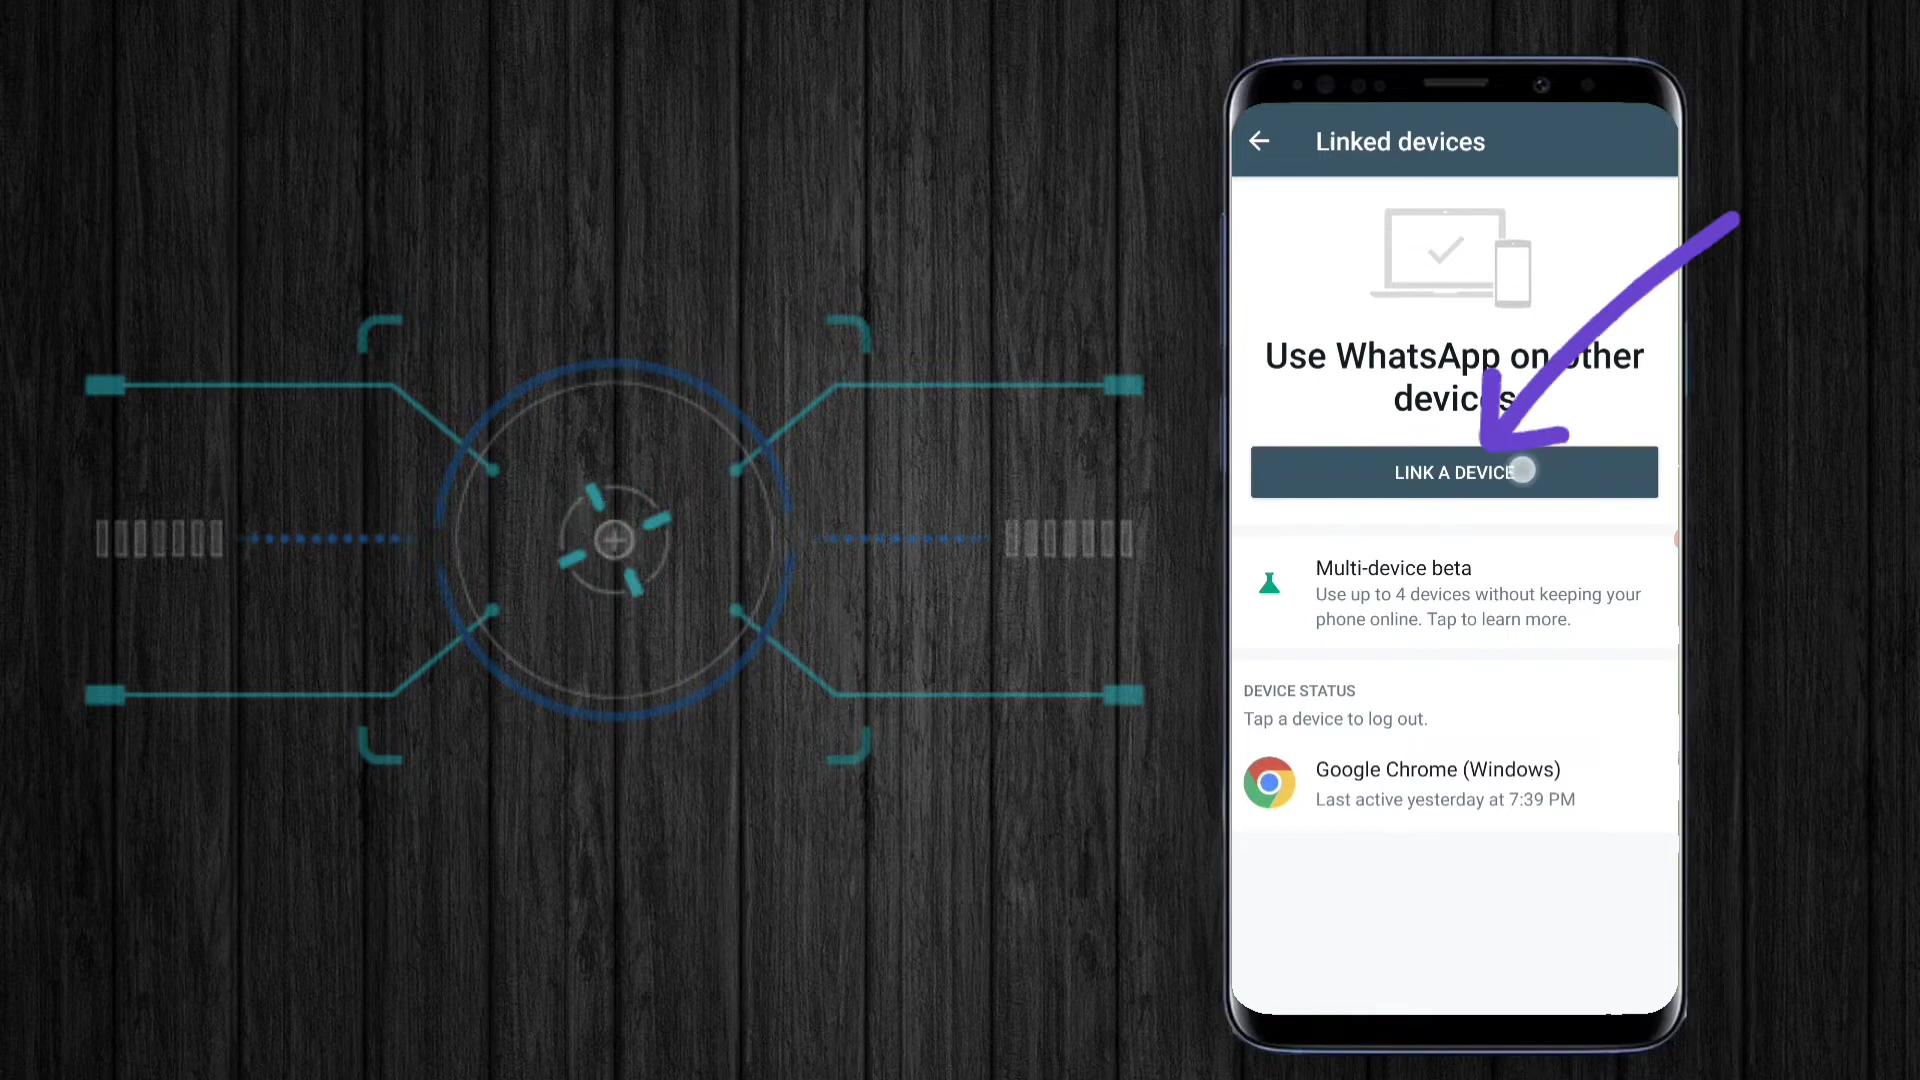 Linked devices
Use WhatsApp on other
devices
LINK A DEVICE
Multi-device beta
Use up to 4 devices without keeping your
phone online. Tap to learn more.
DEVICE STATUS
Tap a device to log out.
Google Chrome (Windows)
Last active yesterday at 7:39 PM